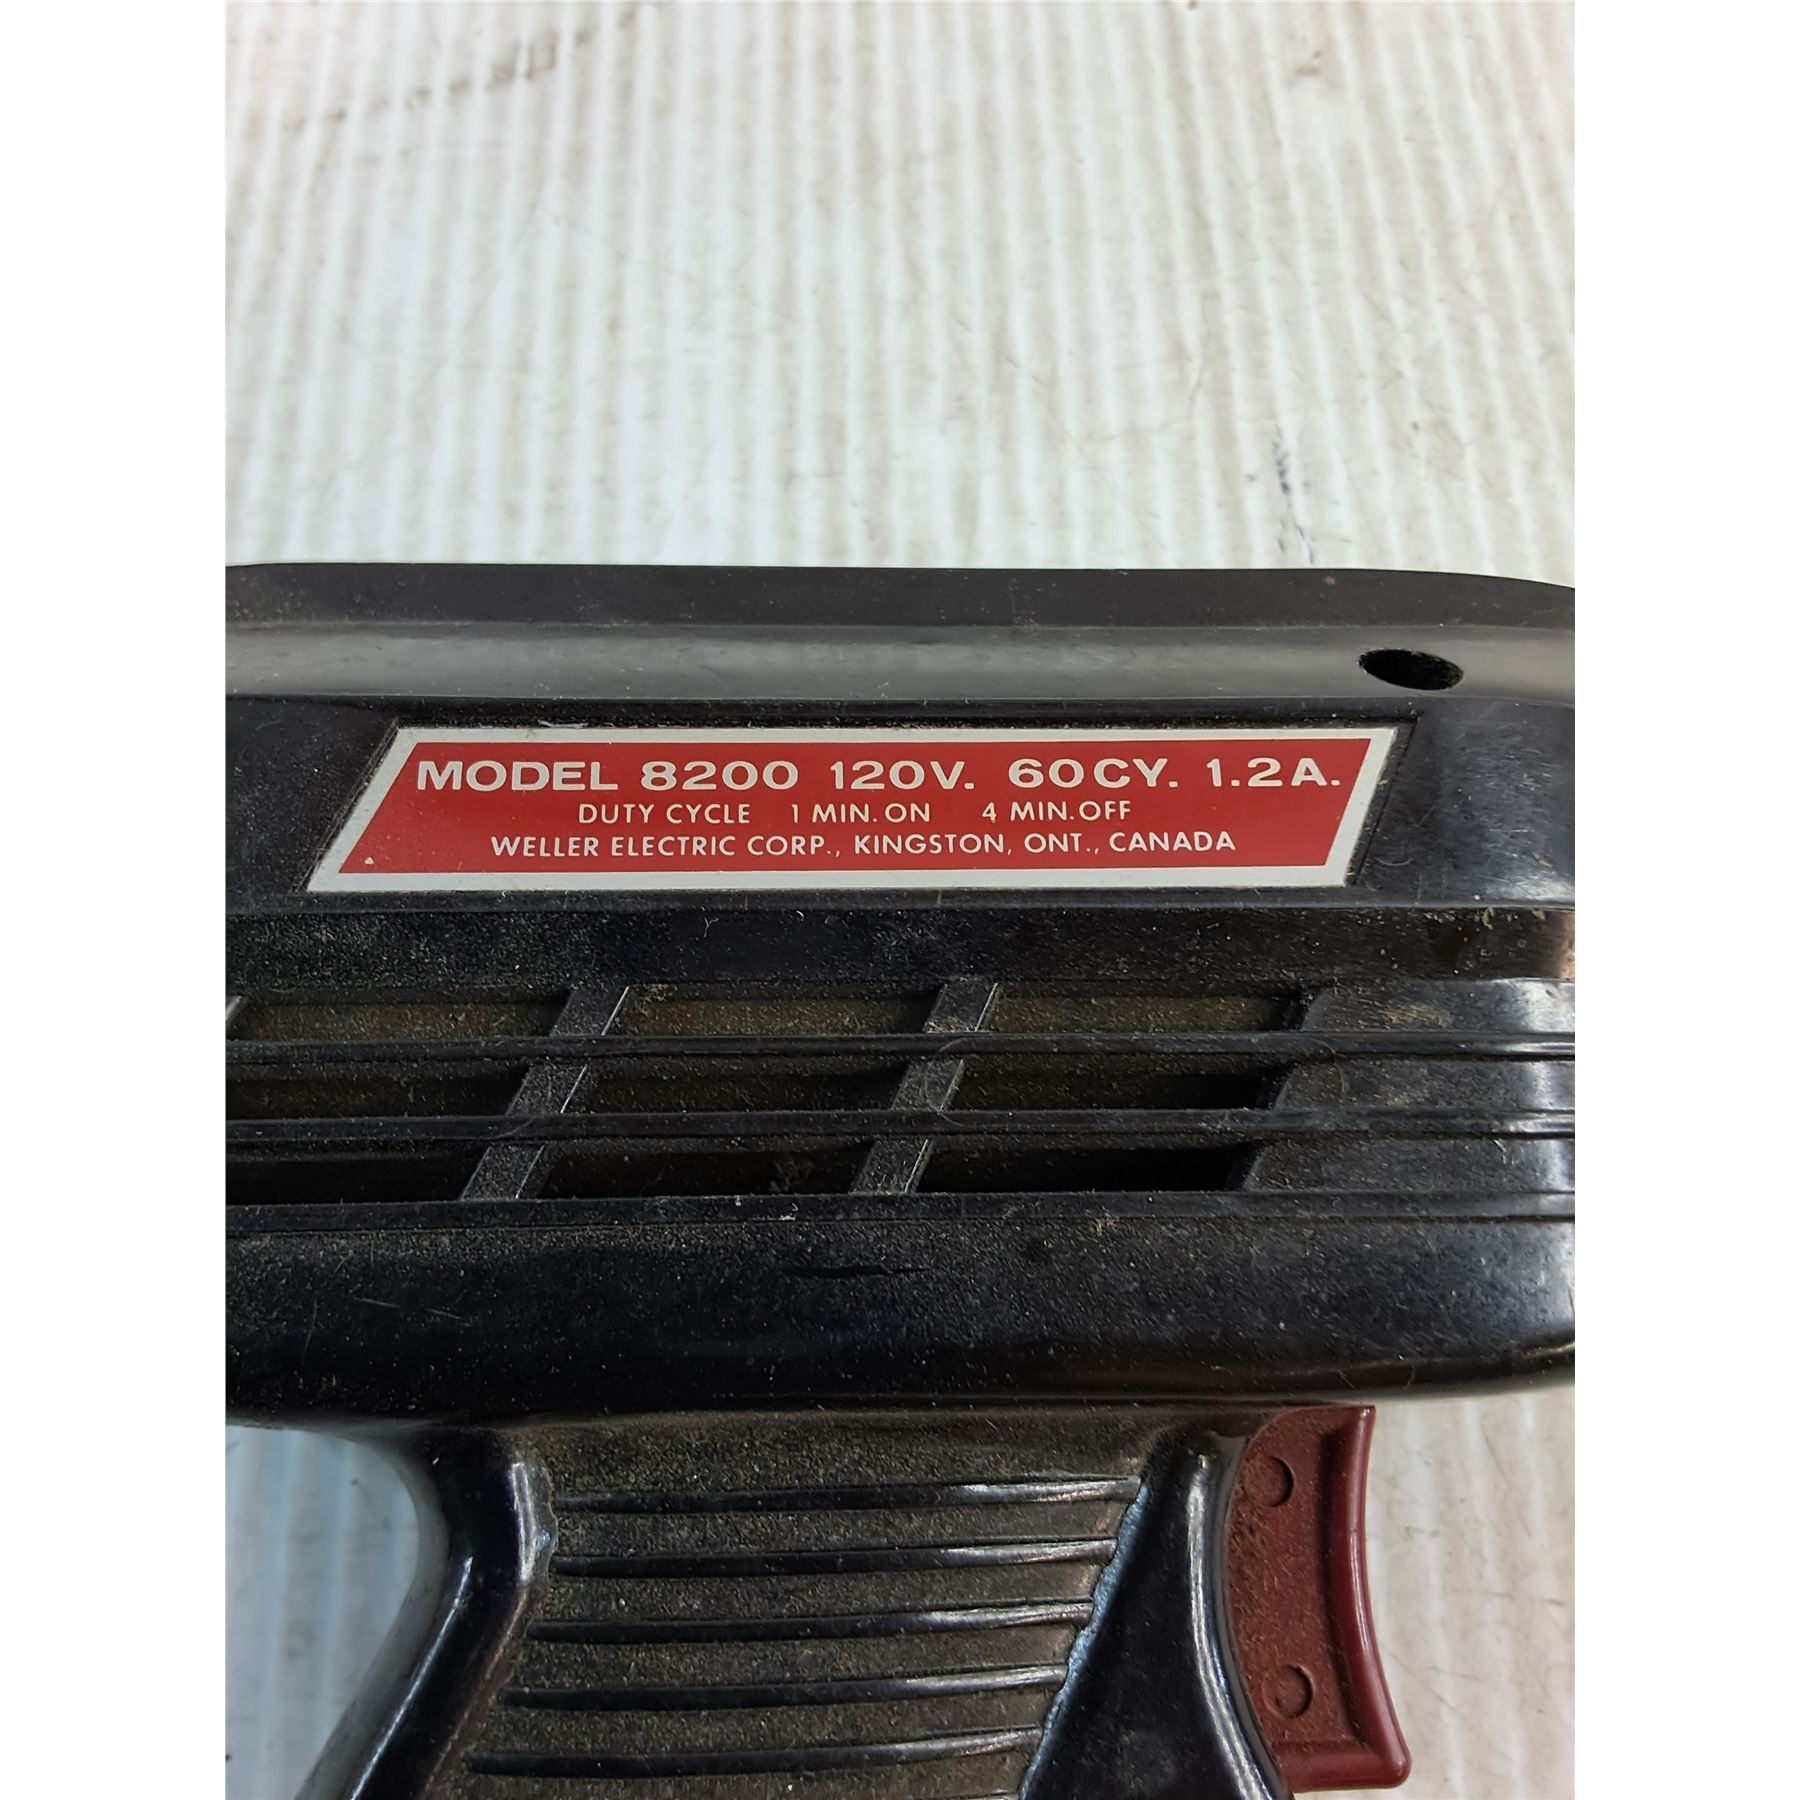 MODEL 8200 120V. 60CY. 1.2A.
DUTY CYCLE 1 MIN. ON 4 MIN. OFF
WELLER ELECTRIC CORP., KINGSTON, ONT., CANADA